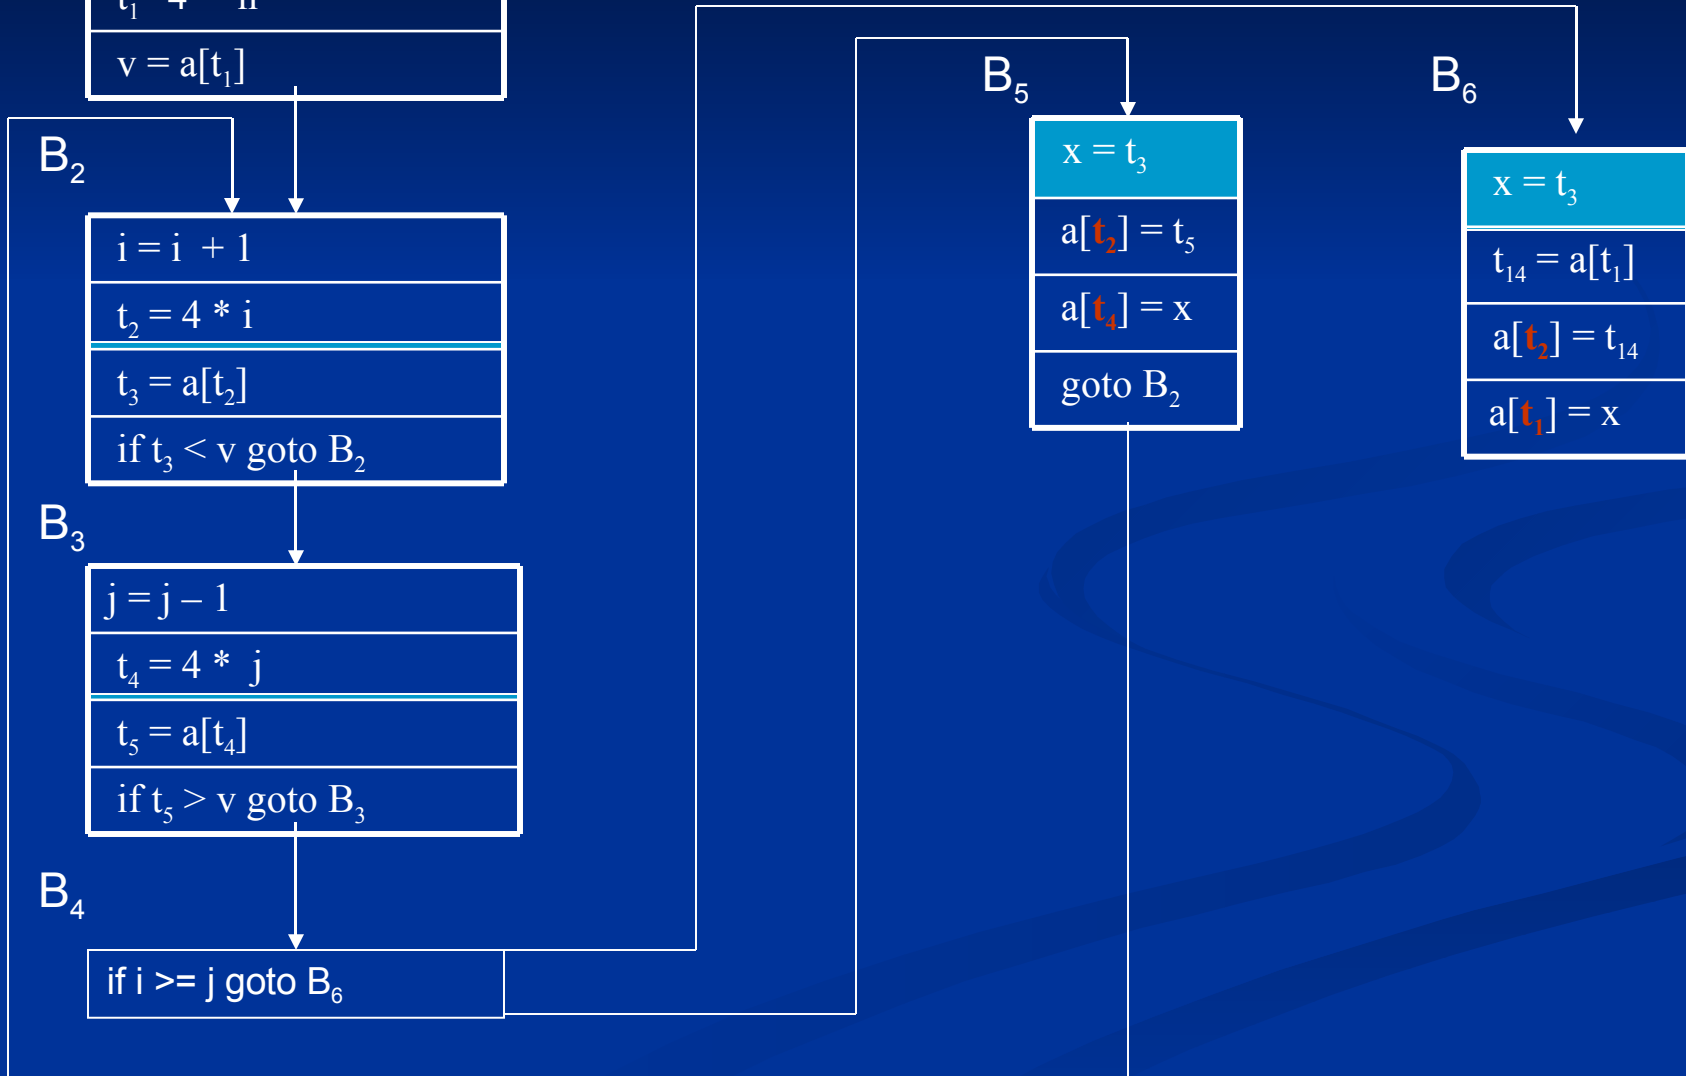 v = a[t₁]
B₂
i = i + 1
t₂ = 4 * i
t₃ = a[t₂]
if t₃ < v goto B₂
B₃
j = j – 1
t₄ = 4 * j
t₅ = a[t₄]
if t₅ > v goto B₃
B₄
if i >= j goto B₆
B₅
x = t₃
a[t₂] = t₅
a[t₄] = x
goto B₂
B₆
x = t₃
t₁₄ = a[t₁]
a[t₂] = t₁₄
a[t₁] = x